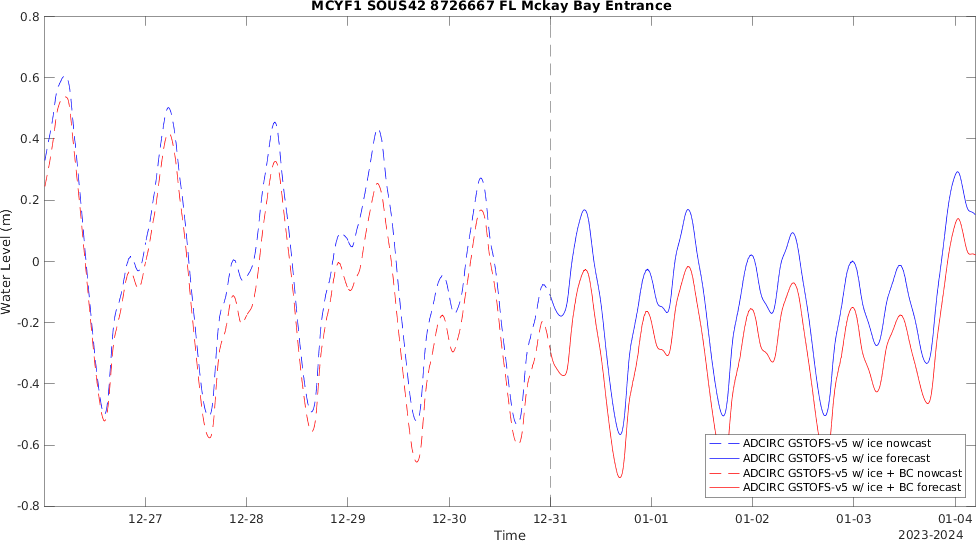 MCYF1 SOUS42 8726667 FL Mckay Bay Entrance
0.8
0.6
0.4
0.2
0
-0.2
-0.4
-0.6
-0.8
Water Level (m)
ADCIRC GSTOFS-v5 w/ ice nowcast
ADCIRC GSTOFS-v5 w/ ice forecast
ADCIRC GSTOFS-v5 w/ ice + BC nowcast
ADCIRC GSTOFS-v5 w/ ice + BC forecast
12-27 12-28 12-29 12-30 12-31 01-01 01-02 01-03 01-04
Time
2023-2024